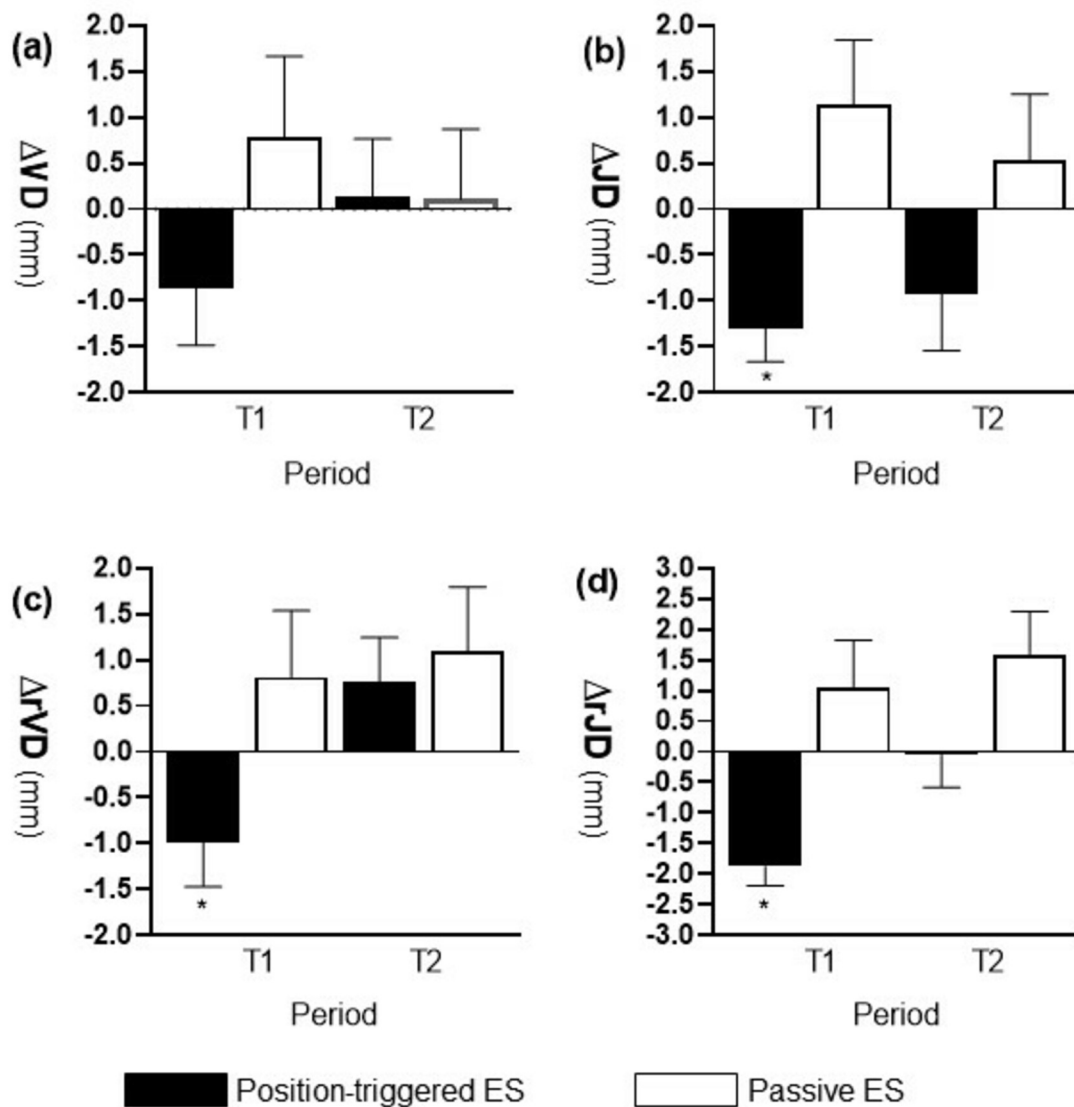 (a)
ΔVD (mm)
2.0
1.5
1.0
0.5
0.0
-0.5
-1.0
-1.5
-2.0
T1 T2
Period
(b)
ΔJD (mm)
2.0
1.5
1.0
0.5
0.0
-0.5
-1.0
-1.5
-2.0
*
T1 T2
Period
(c)
ΔrVD (mm)
2.0
1.5
1.0
0.5
0.0
-0.5
-1.0
-1.5
-2.0
*
T1 T2
Period
(d)
ΔrJD (mm)
3.0
2.5
2.0
1.5
1.0
0.5
0.0
-0.5
-1.0
-1.5
-2.0
-2.5
-3.0
*
T1 T2
Period
Position-triggered ES Passive ES